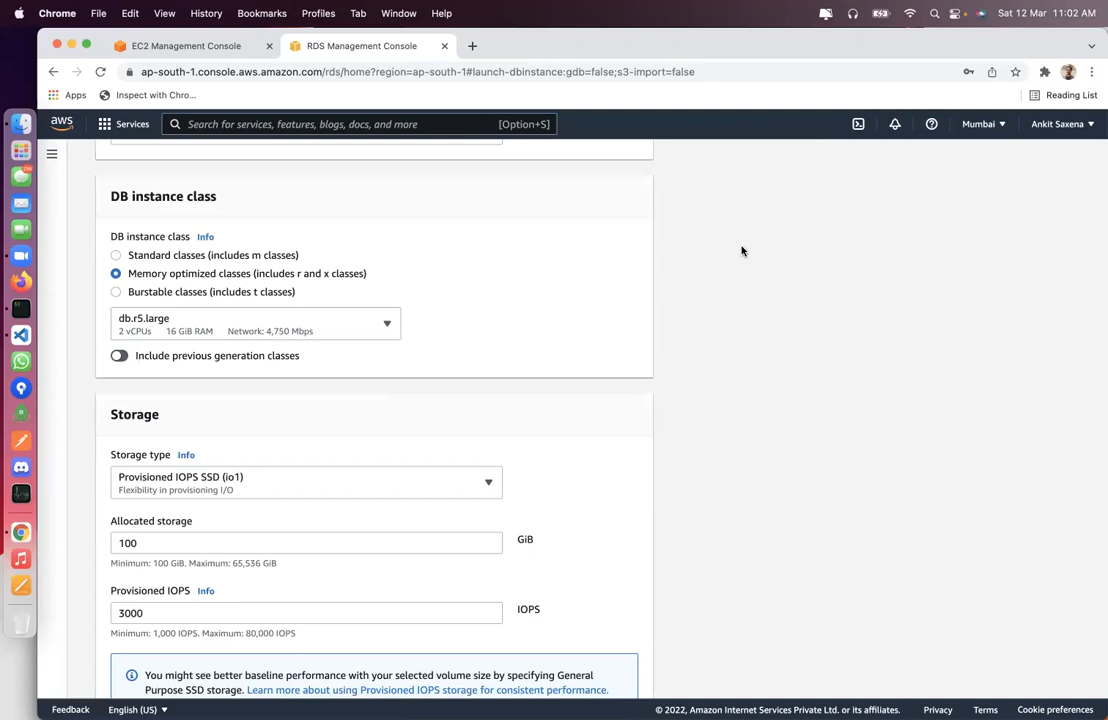 Chrome File Edit View History Bookmarks Profiles Tab Window Help Sat 12 Mar 11:02 AM
EC2 Management Console RDS Management Console
ap-south-1.console.aws.amazon.com/rds/home?region=ap-south-1#launch-dbinstance:gdb=false;s3-import=false
Apps Inspect with Chro... Reading List
aws Services Search for services, features, blogs, docs, and more [Option+S] Mumbai Ankit Saxena
DB instance class
DB instance class Info
Standard classes (includes m classes)
Memory optimized classes (includes r and x classes)
Burstable classes (includes t classes)
db.r5.large
2 vCPUs 16 GiB RAM Network: 4,750 Mbps
Include previous generation classes
Storage
Storage type Info
Provisioned IOPS SSD (io1)
Flexibility in provisioning I/O
Allocated storage
100 GiB
Minimum: 100 GiB. Maximum: 65,536 GiB
Provisioned IOPS Info
3000 IOPS
Minimum: 1,000 IOPS. Maximum: 80,000 IOPS
You might see better baseline performance with your selected volume size by specifying General
Purpose SSD storage. Learn more about using Provisioned IOPS storage for consistent performance.
Feedback English (US) © 2022, Amazon Internet Services Private Ltd. or its affiliates. Privacy Terms Cookie preferences